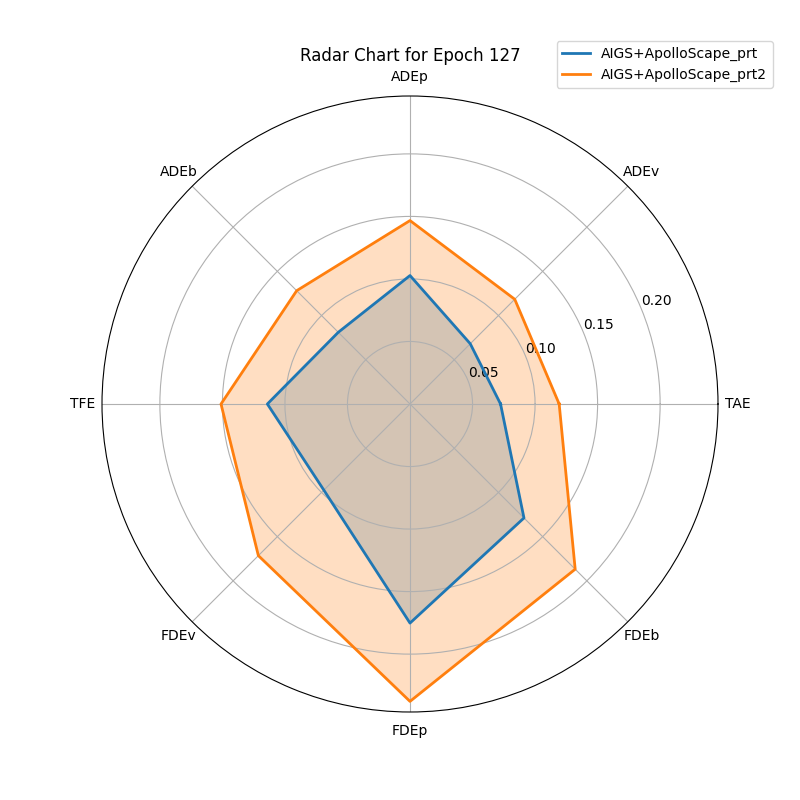 Radar Chart for Epoch 127
AIGS+ApolloScape_prt
AIGS+ApolloScape_prt2
ADEp
ADEb
ADEv
0.20
0.15
0.10
0.05
TFE
TAE
FDEv
FDEb
FDEp